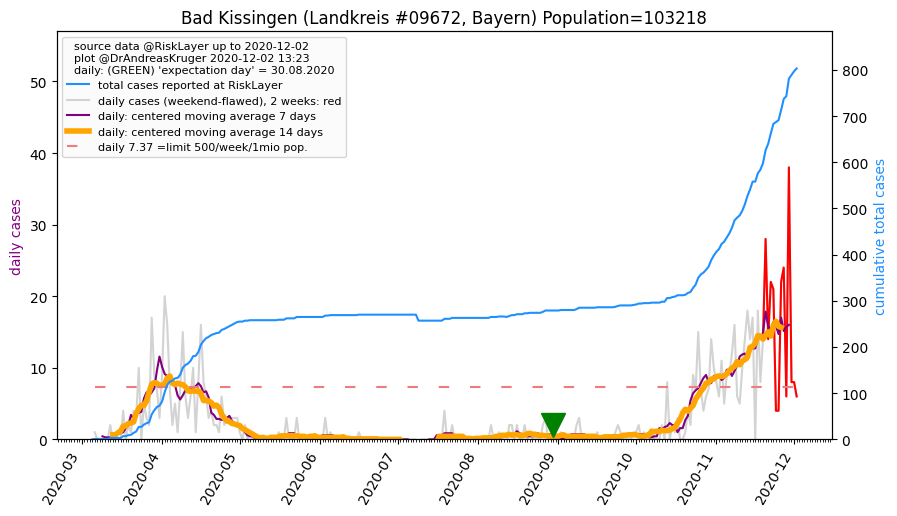 Bad Kissingen (Landkreis #09672, Bayern) Population=103218
source data @RiskLayer up to 2020-12-02
plot @DrAndreasKruger 2020-12-02 13:23
daily: (GREEN) 'expectation day' = 30.08.2020
total cases reported at RiskLayer
daily cases (weekend-flawed), 2 weeks: red
daily: centered moving average 7 days
daily: centered moving average 14 days
daily 7.37 =limit 500/week/1mio pop.
daily cases
50
40
30
20
10
0
cumulative total cases
800
700
600
500
400
300
200
100
0
2020-03
2020-04
2020-05
2020-06
2020-07
2020-08
2020-09
2020-10
2020-11
2020-12